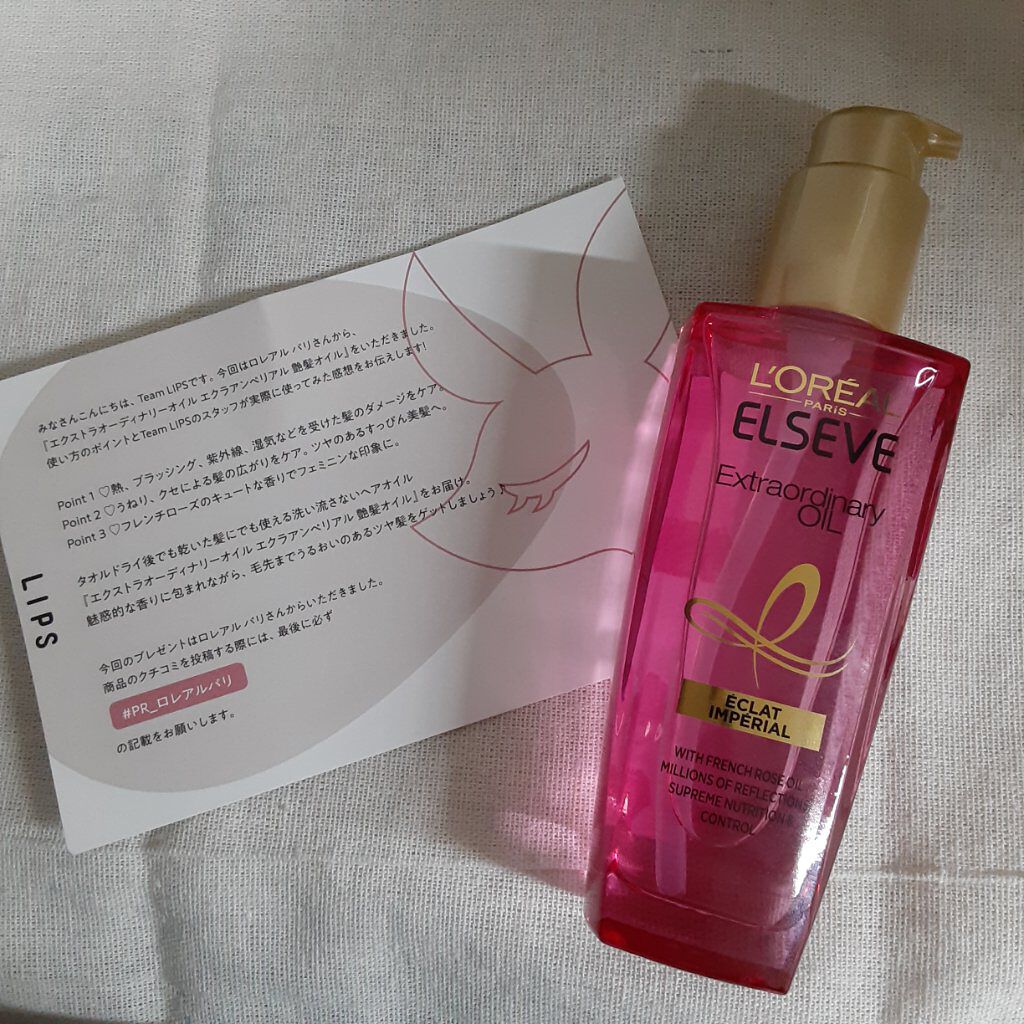 みなさんこんにちは、Team LIPSです。今回はロレアル パリさんから、
『エクストラオーディナリーオイル エクラアンペリアル 艶髪オイル』をいただきました。
使い方のポイントとTeam LIPSのスタッフが実際に使ってみた感想をお伝えします!
Point 1 ♡熱、ブラッシング、紫外線、湿気などを受けた髪のダメージをケア。
Point 2 ♡うねり、クセによる髪の広がりをケア。ツヤのあるすっぴん美髪へ。
Point 3 ♡フレンチローズのキュートな香りでフェミニンな印象に。
タオルドライ後でも乾いた髪にでも使える洗い流さないヘアオイル
『エクストラオーディナリーオイル エクラアンペリアル 艶髪オイル』をお届け。
魅惑的な香りに包まれながら、毛先までうるおいのあるツヤ髪をゲットしましょう♪
今回のプレゼントはロレアル パリさんからいただきました。
商品のクチコミを投稿する際には、最後に必ず
#PR_ロレアルパリ
の記載をお願いします。
LIPS
L'ORÉAL
PARIS
ELSEVE
Extraordinary
OIL
ÉCLAT
IMPÉRIAL
WITH FRENCH ROSE OIL
MILLIONS OF REFLECTIONS
SUPREME NUTRITION &
CONTROL